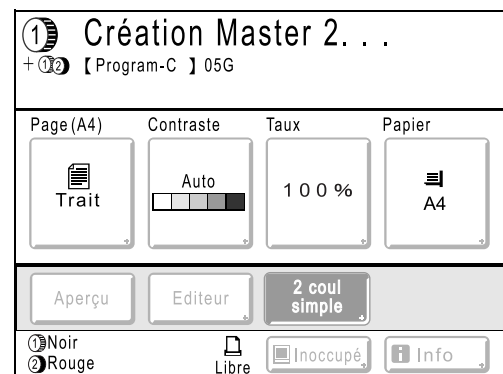 ① Création Master 2. . .
+ ①② 【Program-C 】05G
Page(A4) Contraste Taux Papier
Trait Auto 100% A4
Aperçu Editeur 2 coul simple
①Noir
②Rouge Libre Inoccupé Info